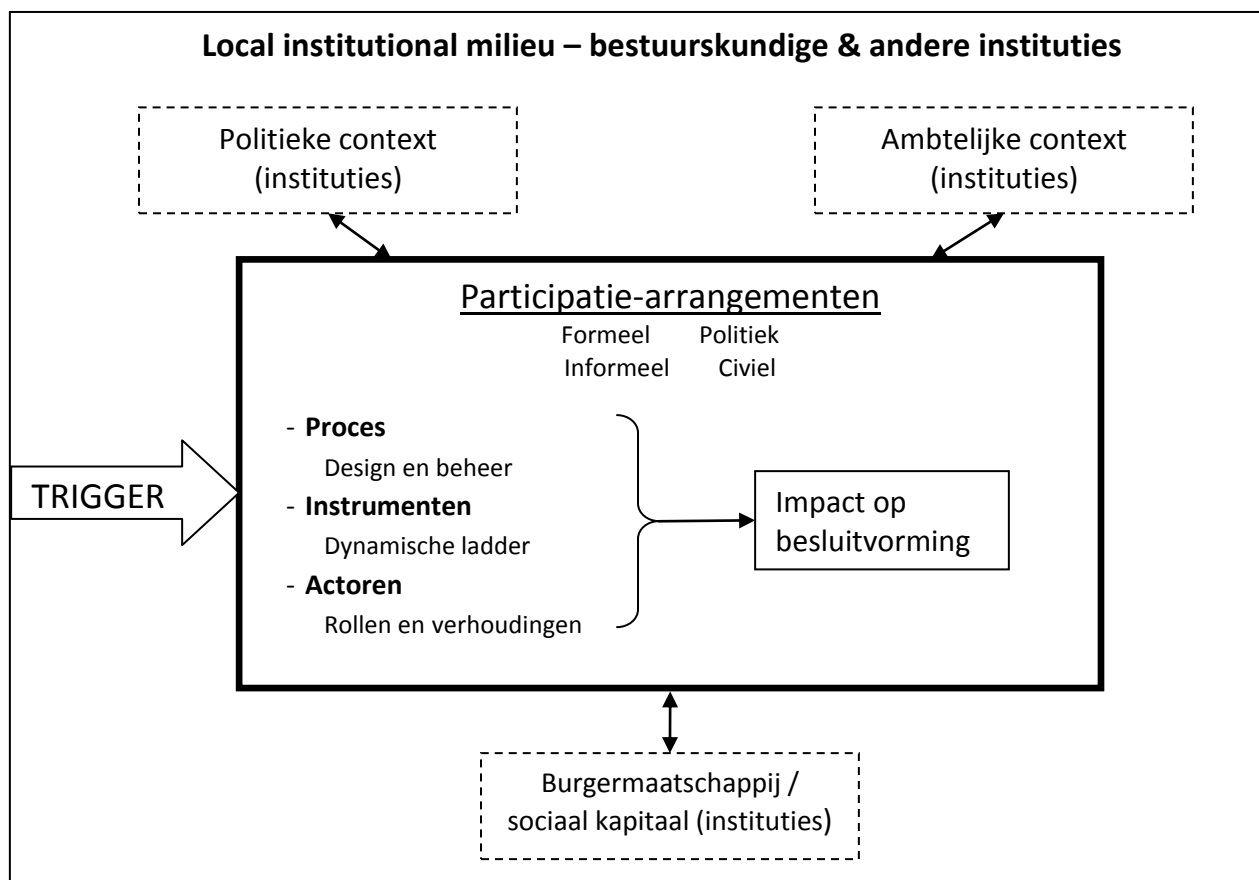 Local institutional milieu – bestuurskundige & andere instituties
Politieke context
(instituties)
Ambtelijke context
(instituties)
Participatie-arrangementen
Formeel Politiek
Informeel Civiel
- Proces
Design en beheer
- Instrumenten
Dynamische ladder
- Actoren
Rollen en verhoudingen
TRIGGER
Impact op
besluitvorming
Burgermaatschappij /
sociaal kapitaal (instituties)